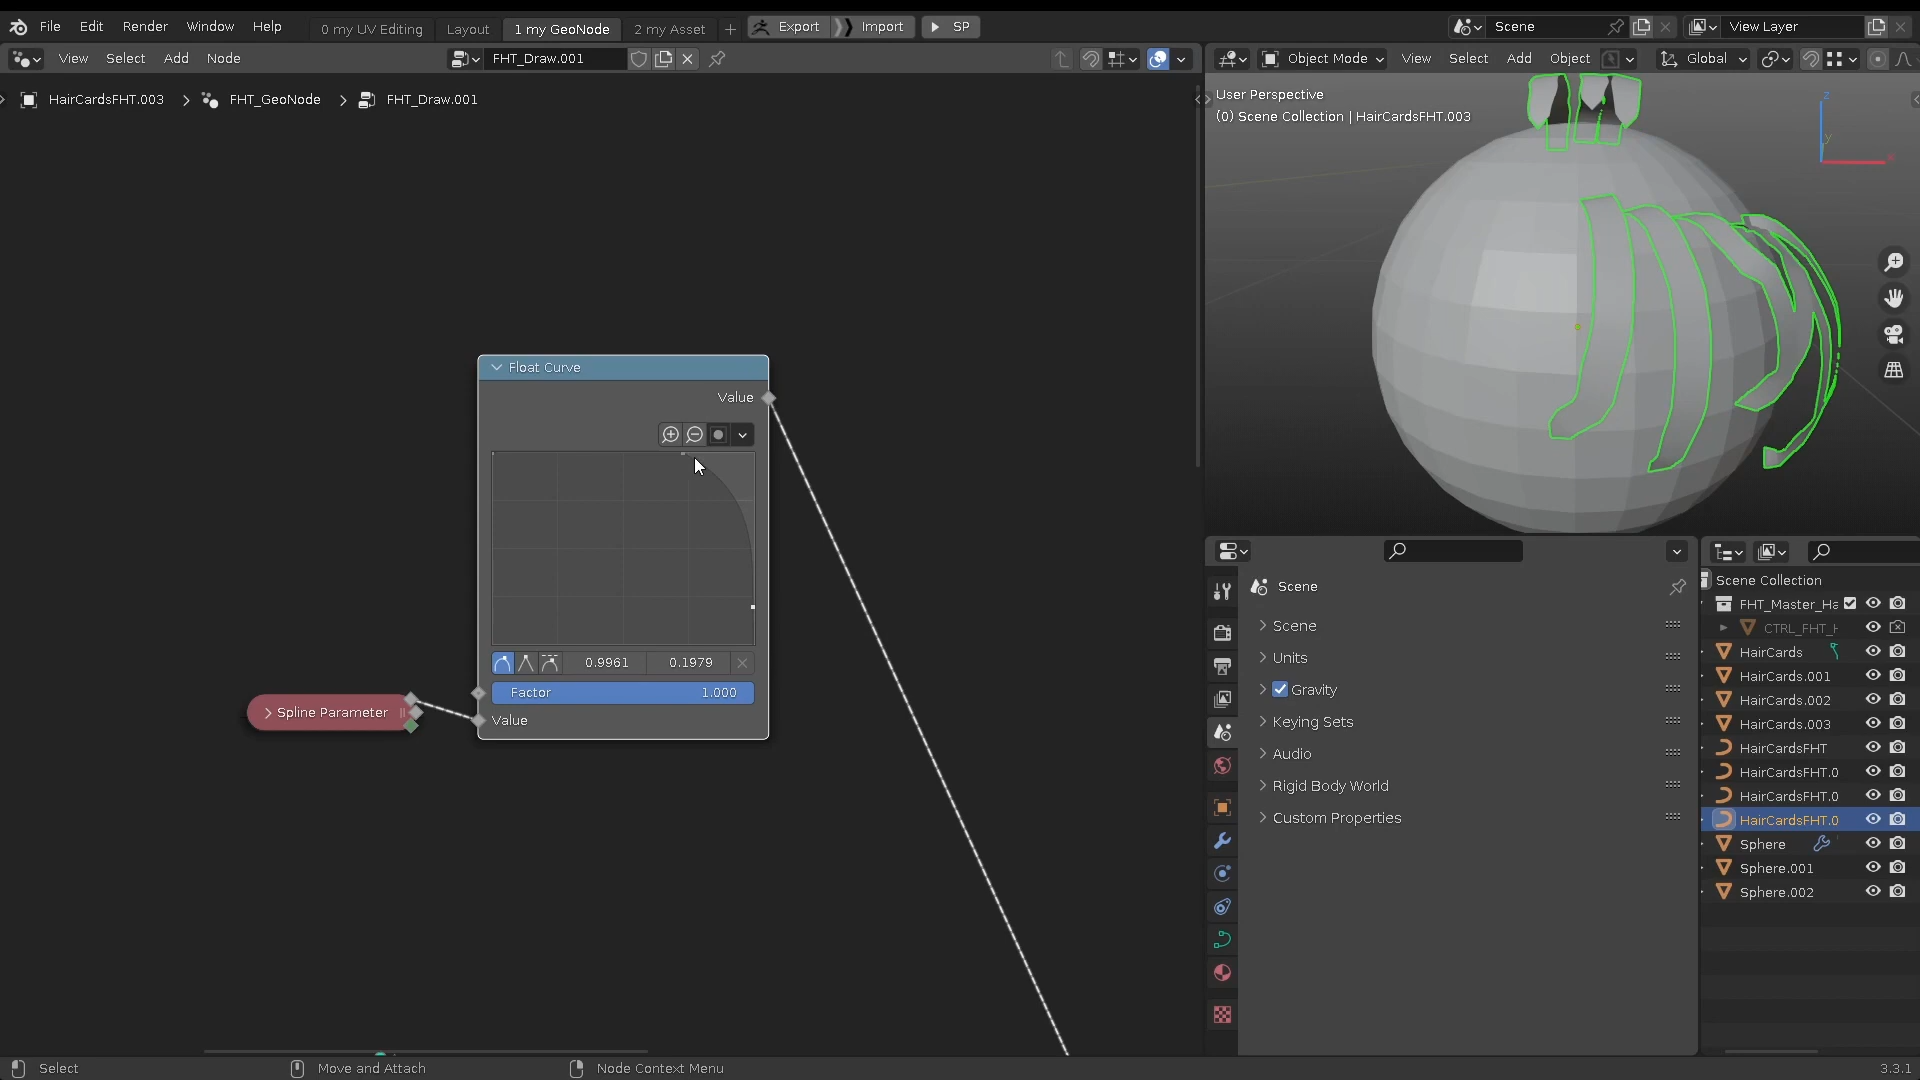 File Edit Render Window Help 0 my UV Editing Layout 1 my GeoNode 2 my Asset Export Import SP Scene View Layer
View Select Add Node FHT_Draw.001 Object Mode View Select Add Object Global
HairCardsFHT.003 FHT_GeoNode FHT_Draw.001
User Perspective
(0) Scene Collection | HairCardsFHT.003
z
y
x
Float Curve
Value
0.9961 0.1979
Factor 1.000
Value
Spline Parameter
Scene
Scene
Units
Gravity
Keying Sets
Audio
Rigid Body World
Custom Properties
Scene Collection
FHT_Master_Ha
CTRL_FHT_H
HairCards
HairCards.001
HairCards.002
HairCards.003
HairCardsFHT
HairCardsFHT.0
HairCardsFHT.0
HairCardsFHT.0
Sphere
Sphere.001
Sphere.002
Select Move and Attach Node Context Menu 3.3.1